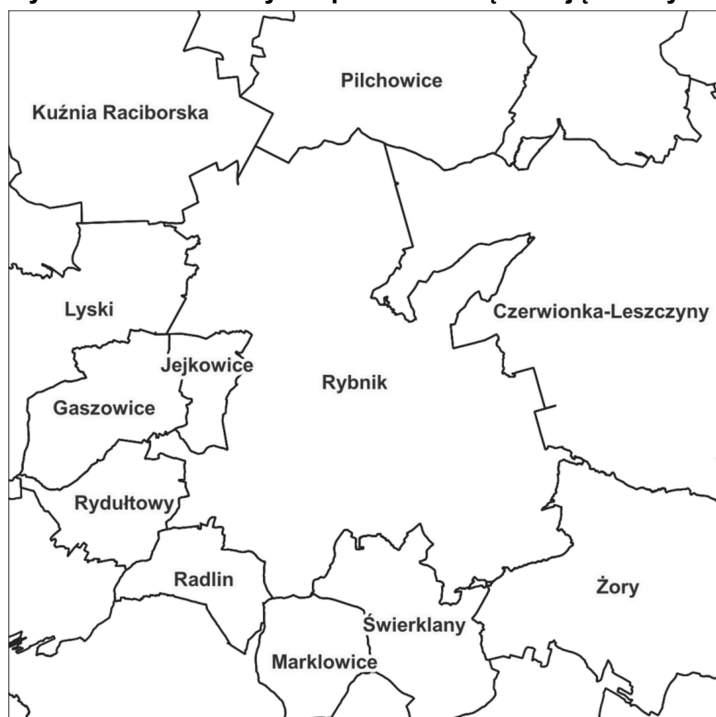 Pilchowice
Kuźnia Raciborska
Lyski
Czerwionka-Leszczyny
Jejkowice
Rybnik
Gaszowice
Rydułtowy
Radlin
Żory
Świerklany
Marklowice